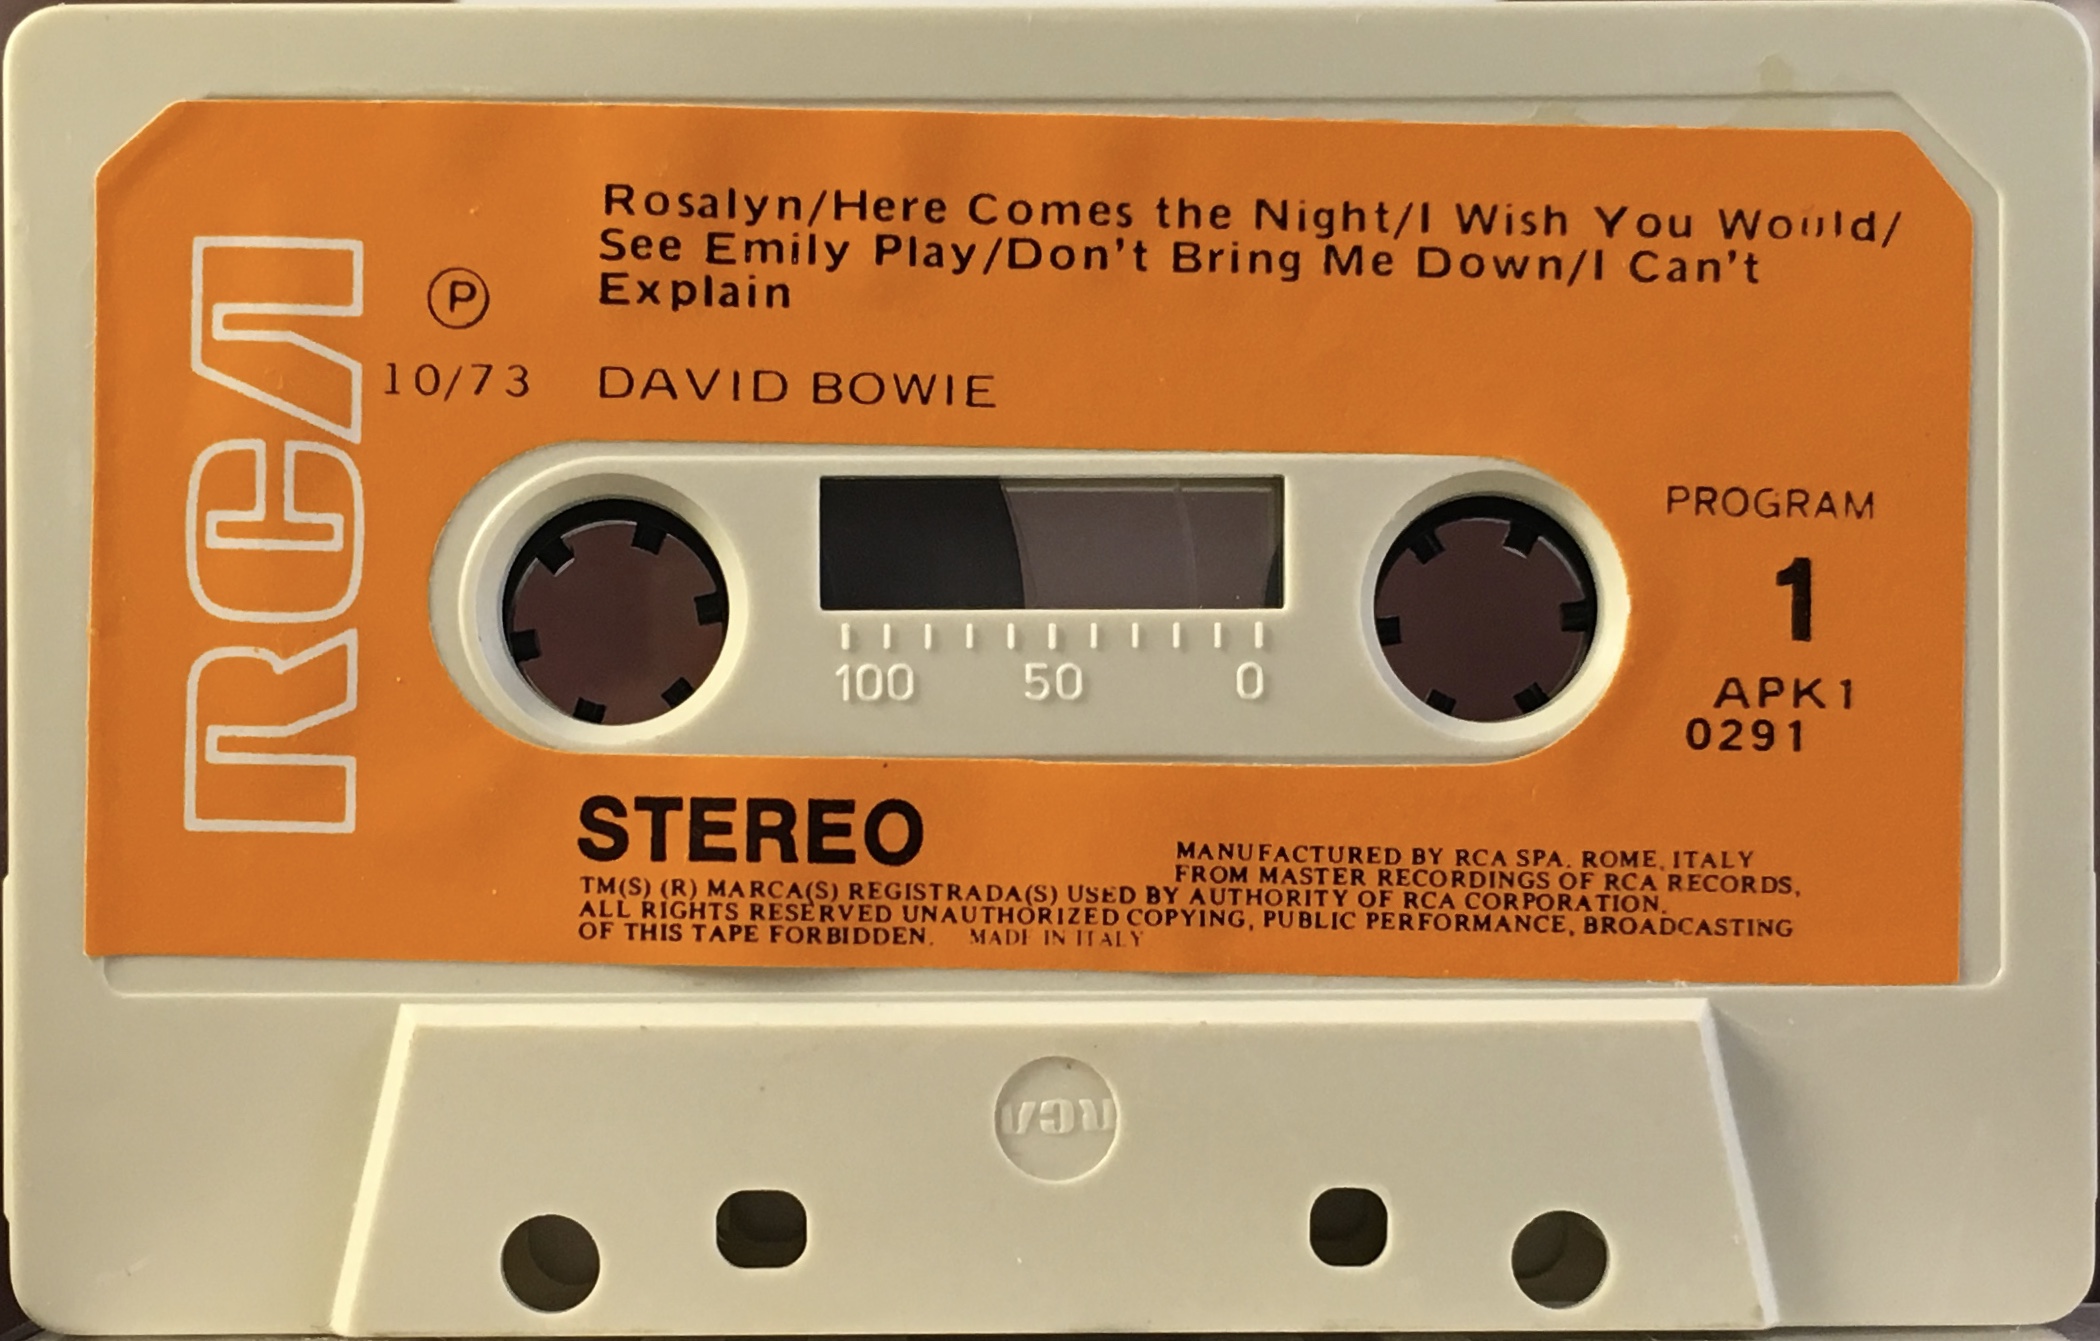 RCA
Ⓟ
10/73
Rosalyn/Here Comes the Night/I Wish You Would/
See Emily Play/Don't Bring Me Down/I Can't
Explain
DAVID BOWIE
PROGRAM
1
APK1
0291
100 50 0
STEREO
MANUFACTURED BY RCA SPA. ROME, ITALY
FROM MASTER RECORDINGS OF RCA RECORDS,
TM(S) (R) MARCA(S) REGISTRADA(S) USED BY AUTHORITY OF RCA CORPORATION.
ALL RIGHTS RESERVED UNAUTHORIZED COPYING, PUBLIC PERFORMANCE, BROADCASTING
OF THIS TAPE FORBIDDEN. MADE IN ITALY
RCA